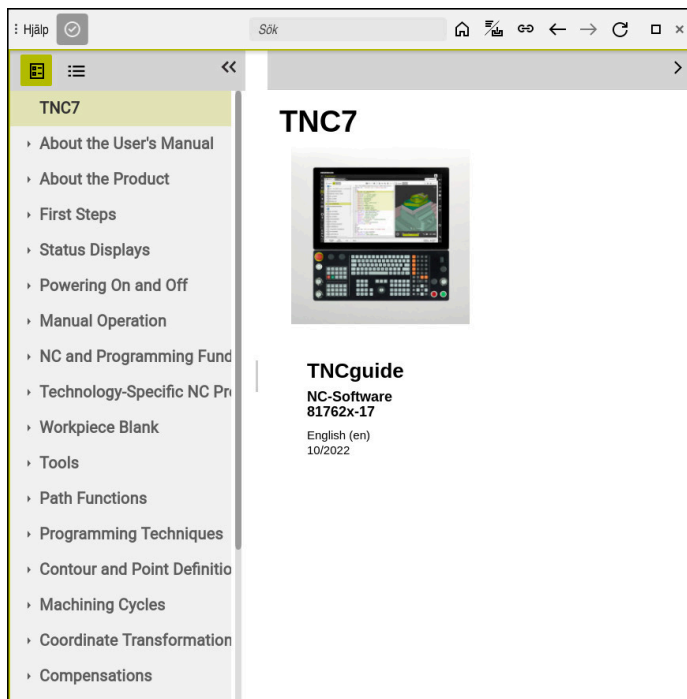 Hjälp
Sök
TNC7
About the User's Manual
About the Product
First Steps
Status Displays
Powering On and Off
Manual Operation
NC and Programming Fund
Technology-Specific NC Pr
Workpiece Blank
Tools
Path Functions
Programming Techniques
Contour and Point Definitio
Machining Cycles
Coordinate Transformation
Compensations
TNC7
TNCguide
NC-Software
81762x-17
English (en)
10/2022